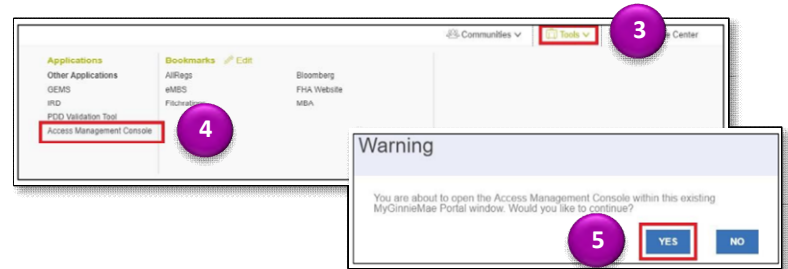 Communities Tools 3 e Center
Applications Bookmarks Edit
Other Applications AllRegs Bloomberg
GEMS eMBS FHA Website
IRD Fitchratings MBA
PDD Validation Tool
Access Management Console 4
Warning
You are about to open the Access Management Console within this existing
MyGinnieMae Portal window. Would you like to continue?
5 YES NO